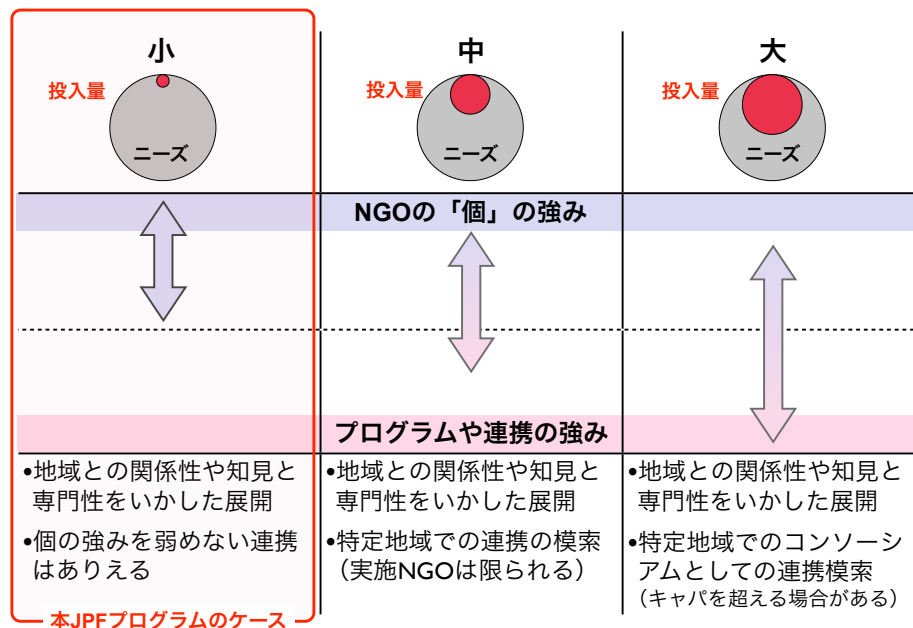 小
中
大
投入量
投入量
投入量
ニーズ
ニーズ
ニーズ
NGOの「個」の強み
プログラムや連携の強み
•地域との関係性や知見と
専門性をいかした展開
•個の強みを弱めない連携
はありえる
•地域との関係性や知見と
専門性をいかした展開
•特定地域での連携の模索
（実施NGOは限られる）
•地域との関係性や知見と
専門性をいかした展開
•特定地域でのコンソーシ
アムとしての連携模索
（キャパを超える場合がある）
本JPFプログラムのケース